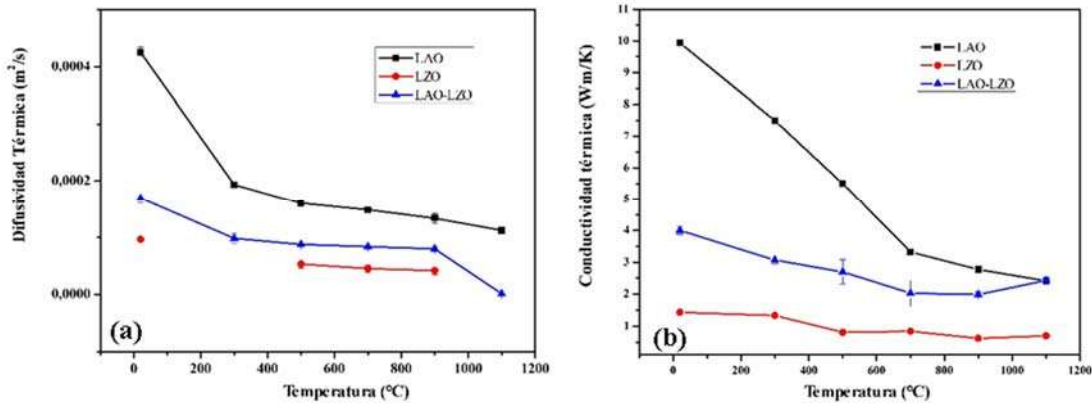 0,0004
0,0002
0,0000
Difusividad Térmica (m²/s)
LAO
LZO
LAO-LZO
(a)
0 200 400 600 800 1000 1200
Temperatura (°C)
11
10
9
8
7
6
5
4
3
2
1
Conductividad térmica (Wm/K)
LAO
LZO
LAO-LZO
(b)
0 200 400 600 800 1000 1200
Temperatura (°C)